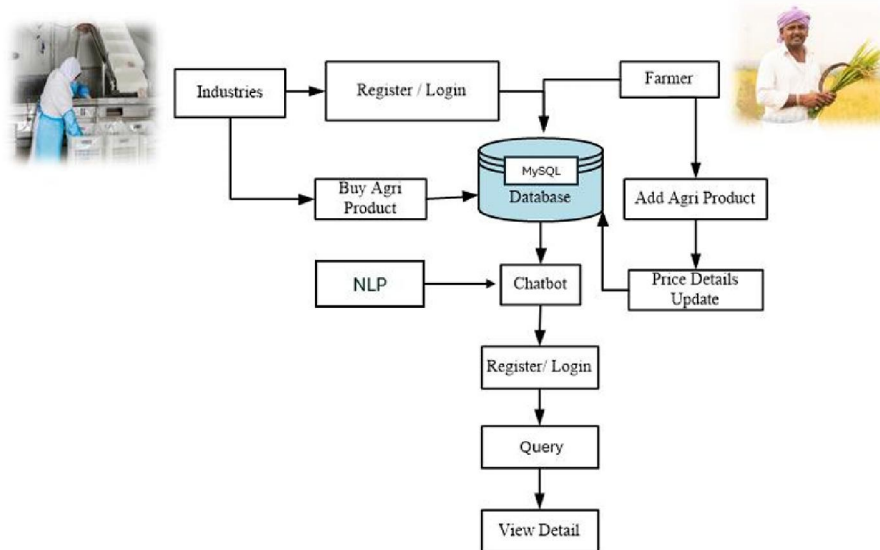 Industries
Register / Login
Farmer
MySQL
Database
Buy Agri
Product
Add Agri Product
NLP
Chatbot
Price Details
Update
Register/ Login
Query
View Detail